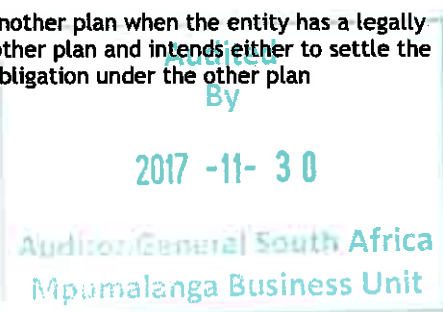 nother plan when the entity has a legally
other plan and intends either to settle the
bligation under the other plan
Audited
By
2017 -11- 30
Auditor General South Africa
Mpumalanga Business Unit